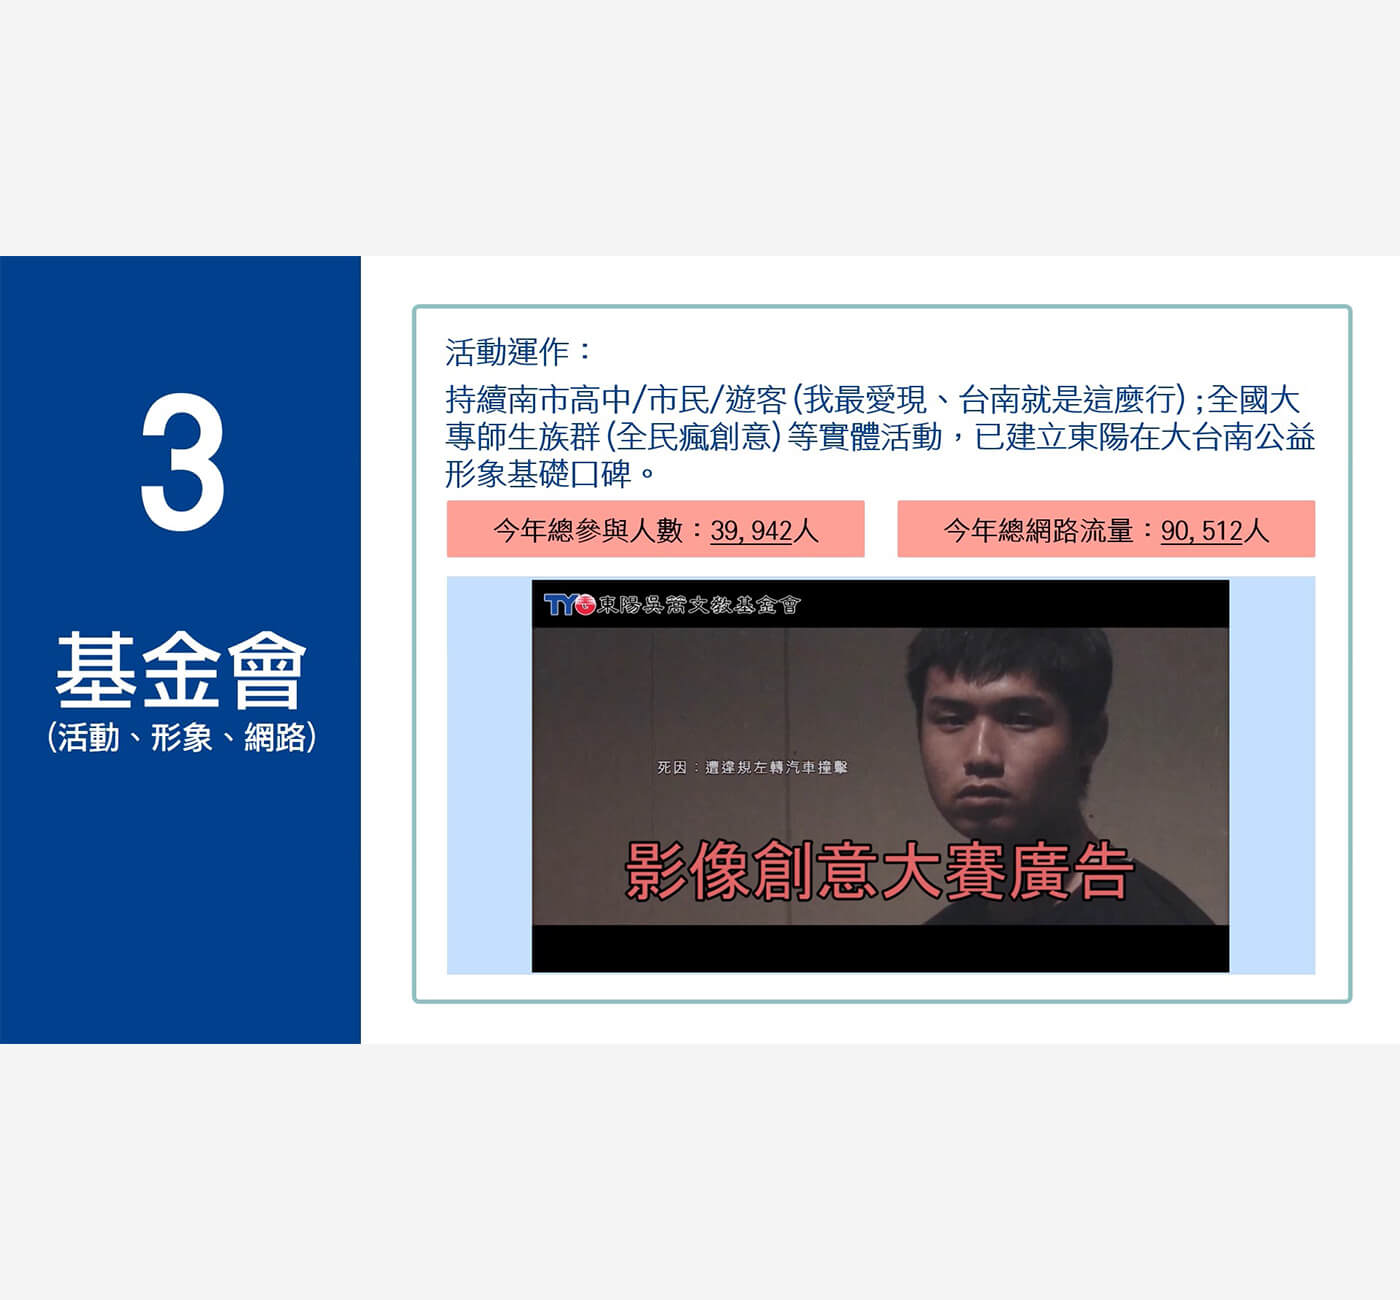 3
基金會
(活動、形象、網路)
活動運作：
持續南市高中/市民/遊客(我最愛現、台南就是這麼行);全國大
專師生族群(全民瘋創意)等實體活動，已建立東陽在大台南公益
形象基礎口碑。
今年總參與人數：39,942人
今年總網路流量：90,512人
TYG東陽吳篙文教基金會
死因：遭違規左轉汽車撞擊
影像創意大賽廣告